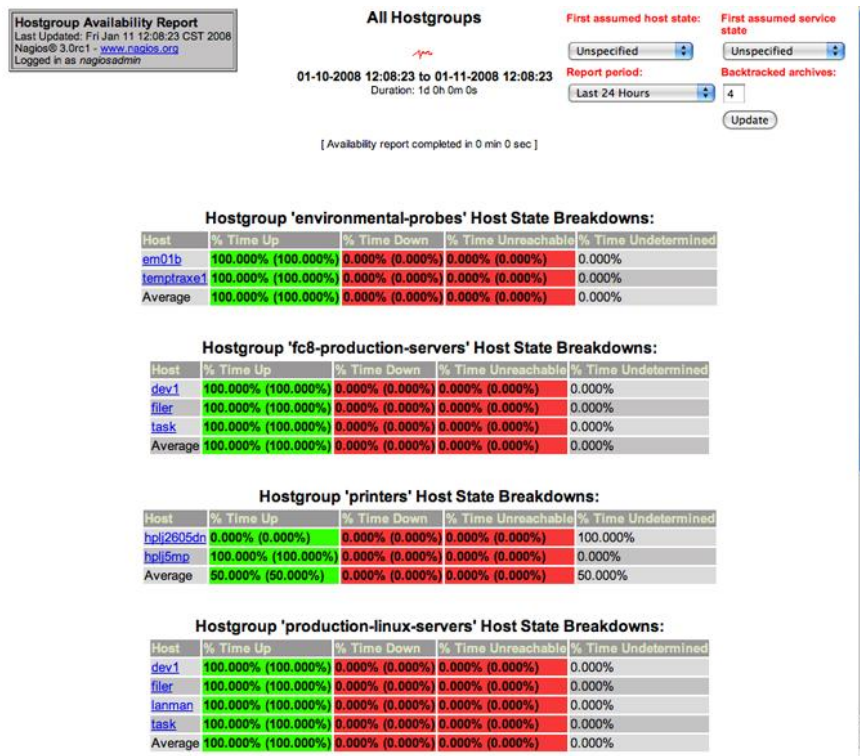 Hostgroup Availability Report
Last Updated: Fri Jan 11 12:08:23 CST 2008
Nagios® 3.0rc1 - www.nagios.org
Logged in as nagiosadmin
All Hostgroups
01-10-2008 12:08:23 to 01-11-2008 12:08:23
Duration: 1d 0h 0m 0s
First assumed host state: First assumed service state
Unspecified Unspecified
Report period: Backtracked archives:
Last 24 Hours 4
Update
[ Availability report completed in 0 min 0 sec ]
Hostgroup 'environmental-probes' Host State Breakdowns:
Host % Time Up % Time Down % Time Unreachable % Time Undetermined
em01b 100.000% (100.000%) 0.000% (0.000%) 0.000% (0.000%) 0.000%
temptraxe1 100.000% (100.000%) 0.000% (0.000%) 0.000% (0.000%) 0.000%
Average 100.000% (100.000%) 0.000% (0.000%) 0.000% (0.000%) 0.000%
Hostgroup 'fc8-production-servers' Host State Breakdowns:
Host % Time Up % Time Down % Time Unreachable % Time Undetermined
dev1 100.000% (100.000%) 0.000% (0.000%) 0.000% (0.000%) 0.000%
filer 100.000% (100.000%) 0.000% (0.000%) 0.000% (0.000%) 0.000%
task 100.000% (100.000%) 0.000% (0.000%) 0.000% (0.000%) 0.000%
Average 100.000% (100.000%) 0.000% (0.000%) 0.000% (0.000%) 0.000%
Hostgroup 'printers' Host State Breakdowns:
Host % Time Up % Time Down % Time Unreachable % Time Undetermined
hplj2605dn 0.000% (0.000%) 0.000% (0.000%) 0.000% (0.000%) 100.000%
hplj5mp 100.000% (100.000%) 0.000% (0.000%) 0.000% (0.000%) 0.000%
Average 50.000% (50.000%) 0.000% (0.000%) 0.000% (0.000%) 50.000%
Hostgroup 'production-linux-servers' Host State Breakdowns:
Host % Time Up % Time Down % Time Unreachable % Time Undetermined
dev1 100.000% (100.000%) 0.000% (0.000%) 0.000% (0.000%) 0.000%
filer 100.000% (100.000%) 0.000% (0.000%) 0.000% (0.000%) 0.000%
lanman 100.000% (100.000%) 0.000% (0.000%) 0.000% (0.000%) 0.000%
task 100.000% (100.000%) 0.000% (0.000%) 0.000% (0.000%) 0.000%
Average 100.000% (100.000%) 0.000% (0.000%) 0.000% (0.000%) 0.000%